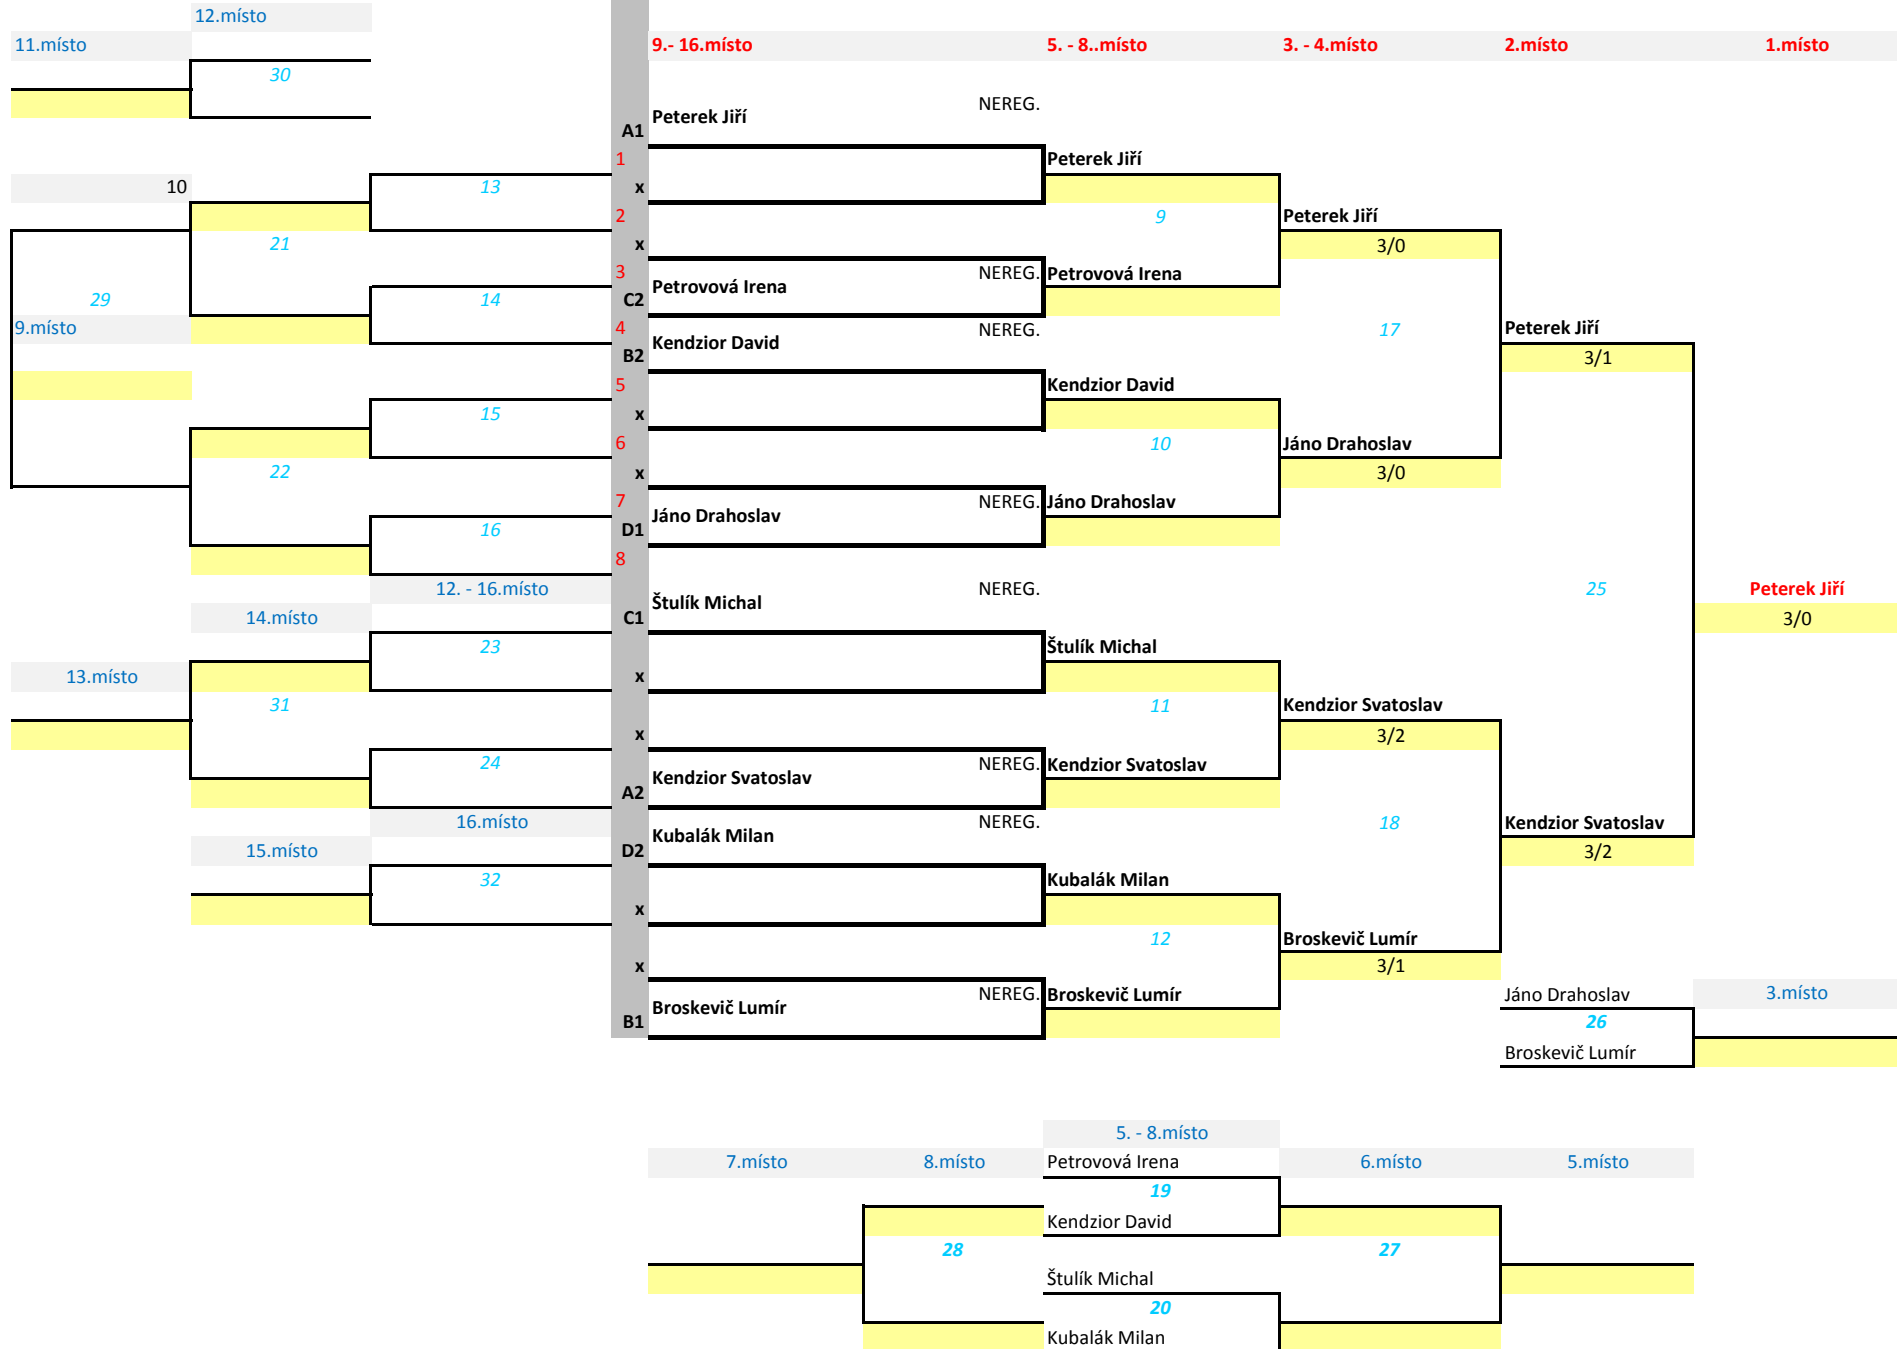 12.místo
11.místo
9.- 16.místo 5. - 8..místo 3. - 4.místo 2.místo 1.místo
30
NEREG.
Peterek Jiří
A1
1 Peterek Jiří
10 13 x
2 9 Peterek Jiří
21 x 3/0
3 NEREG. Petrovová Irena
29 14 C2 Petrovová Irena
9.místo 4 NEREG. 17 Peterek Jiří
B2 Kendzior David 3/1
5 Kendzior David
15 x
6 10 Jáno Drahoslav
22 x 3/0
7 NEREG. Jáno Drahoslav
16 D1 Jáno Drahoslav
8
12. - 16.místo NEREG. 25 Peterek Jiří
Štulík Michal
14.místo C1 3/0
23 Štulík Michal
13.místo x
31 11 Kendzior Svatoslav
x 3/2
24 NEREG. Kendzior Svatoslav
A2 Kendzior Svatoslav
16.místo NEREG. 18 Kendzior Svatoslav
Kubalák Milan
15.místo D2 3/2
32 Kubalák Milan
x
12 Broskevič Lumír
x 3/1
NEREG. Broskevič Lumír Jáno Drahoslav 3.místo
Broskevič Lumír
B1 26
Broskevič Lumír
5. - 8.místo
7.místo 8.místo Petrovová Irena 6.místo 5.místo
19
Kendzior David
28 27
Štulík Michal
20
Kubalák Milan